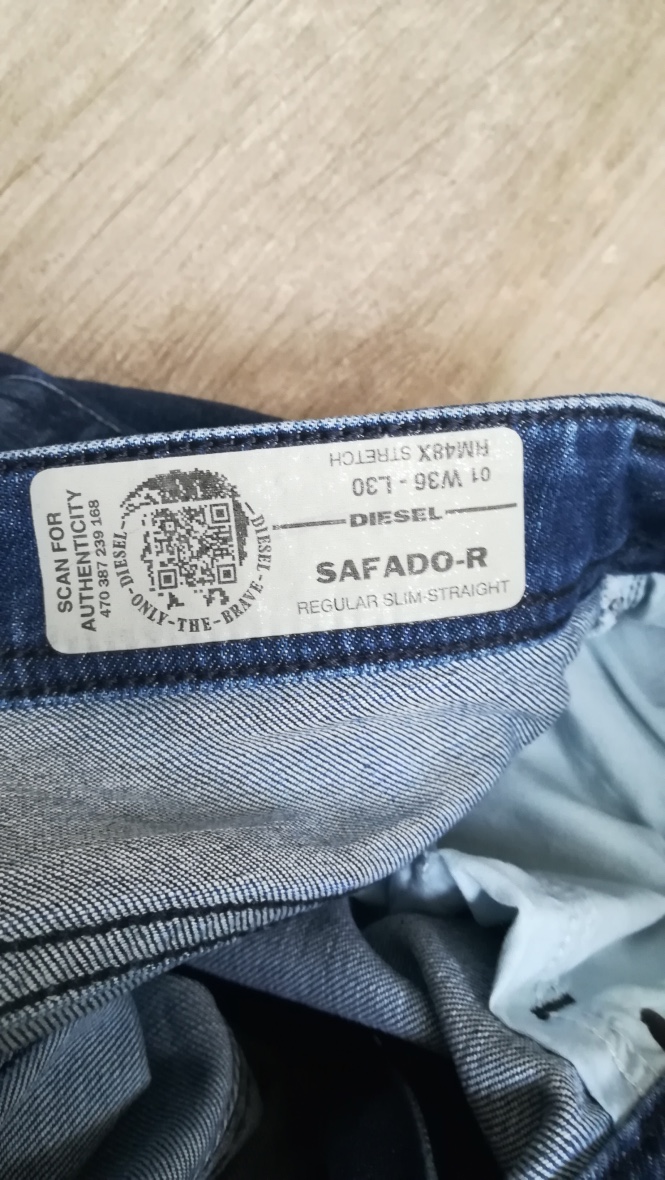 SCAN FOR
AUTHENTICITY
470 387 239 168
DIESEL-ONLY-THE-BRAVE-DIESEL
HM48X STRETCH
01 W36 - L30
DIESEL
SAFADO-R
REGULAR SLIM-STRAIGHT